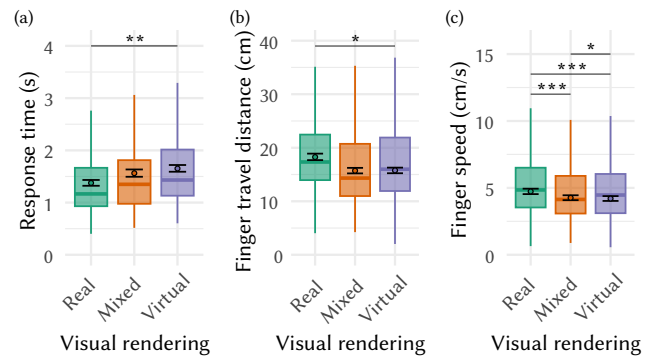 (a)
Response time (s)
4
3
2
1
0
**
Real
Mixed
Virtual
Visual rendering
(b)
Finger travel distance (cm)
40
30
20
10
0
*
Real
Mixed
Virtual
Visual rendering
(c)
Finger speed (cm/s)
15
10
5
0
*
***
***
Real
Mixed
Virtual
Visual rendering